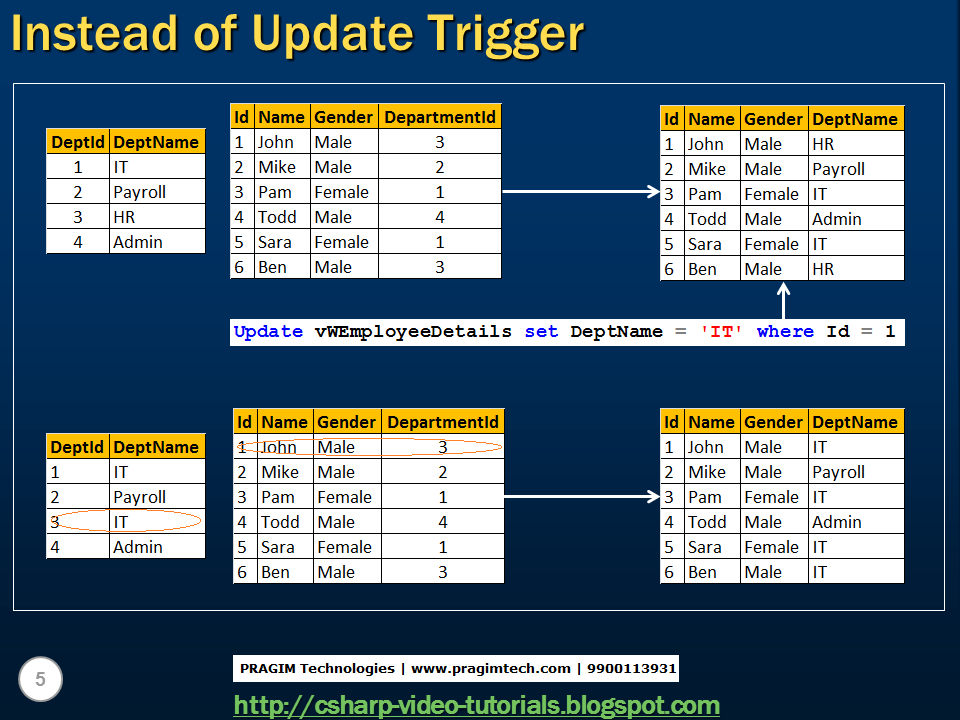 Instead of Update Trigger
DeptId DeptName
1 IT
2 Payroll
3 HR
4 Admin
Id Name Gender DepartmentId
1 John Male 3
2 Mike Male 2
3 Pam Female 1
4 Todd Male 4
5 Sara Female 1
6 Ben Male 3
Id Name Gender DeptName
1 John Male HR
2 Mike Male Payroll
3 Pam Female IT
4 Todd Male Admin
5 Sara Female IT
6 Ben Male HR
Update vWEmployeeDetails set DeptName = 'IT' where Id = 1
DeptId DeptName
1 IT
2 Payroll
3 IT
4 Admin
Id Name Gender DepartmentId
1 John Male 3
2 Mike Male 2
3 Pam Female 1
4 Todd Male 4
5 Sara Female 1
6 Ben Male 3
Id Name Gender DeptName
1 John Male IT
2 Mike Male Payroll
3 Pam Female IT
4 Todd Male Admin
5 Sara Female IT
6 Ben Male IT
5
PRAGIM Technologies | www.pragimtech.com | 9900113931
http://csharp-video-tutorials.blogspot.com